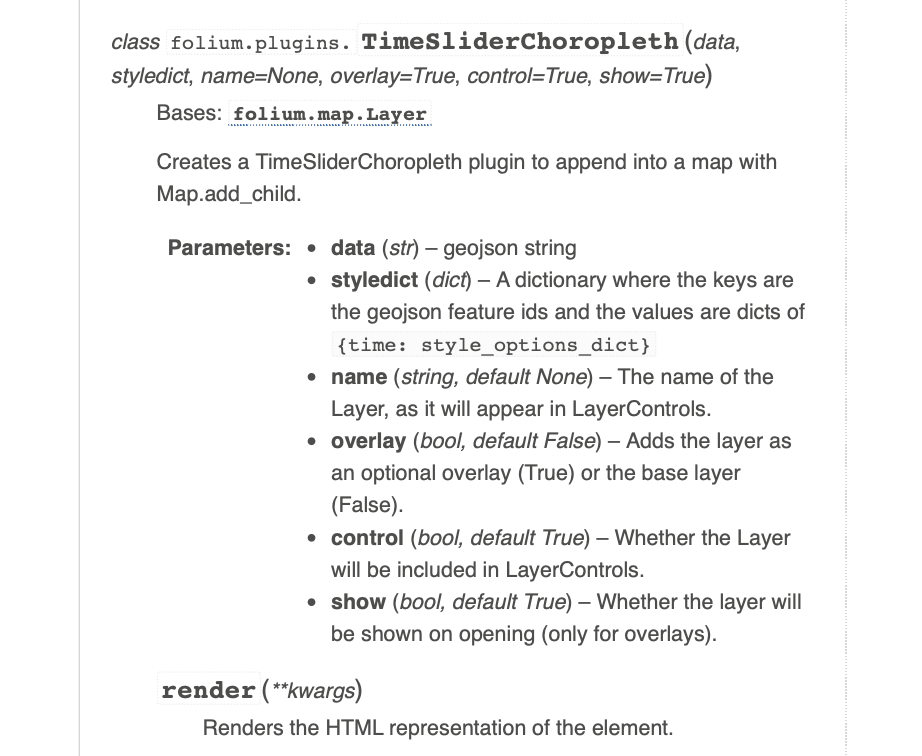 class folium.plugins. TimeSliderChoropleth(data,
styledict, name=None, overlay=True, control=True, show=True)
Bases: folium.map.Layer
Creates a TimeSliderChoropleth plugin to append into a map with
Map.add_child.
Parameters: • data (str) – geojson string
• styledict (dict) – A dictionary where the keys are
the geojson feature ids and the values are dicts of
{time: style_options_dict}
• name (string, default None) – The name of the
Layer, as it will appear in LayerControls.
• overlay (bool, default False) – Adds the layer as
an optional overlay (True) or the base layer
(False).
• control (bool, default True) – Whether the Layer
will be included in LayerControls.
• show (bool, default True) – Whether the layer will
be shown on opening (only for overlays).
render(**kwargs)
Renders the HTML representation of the element.